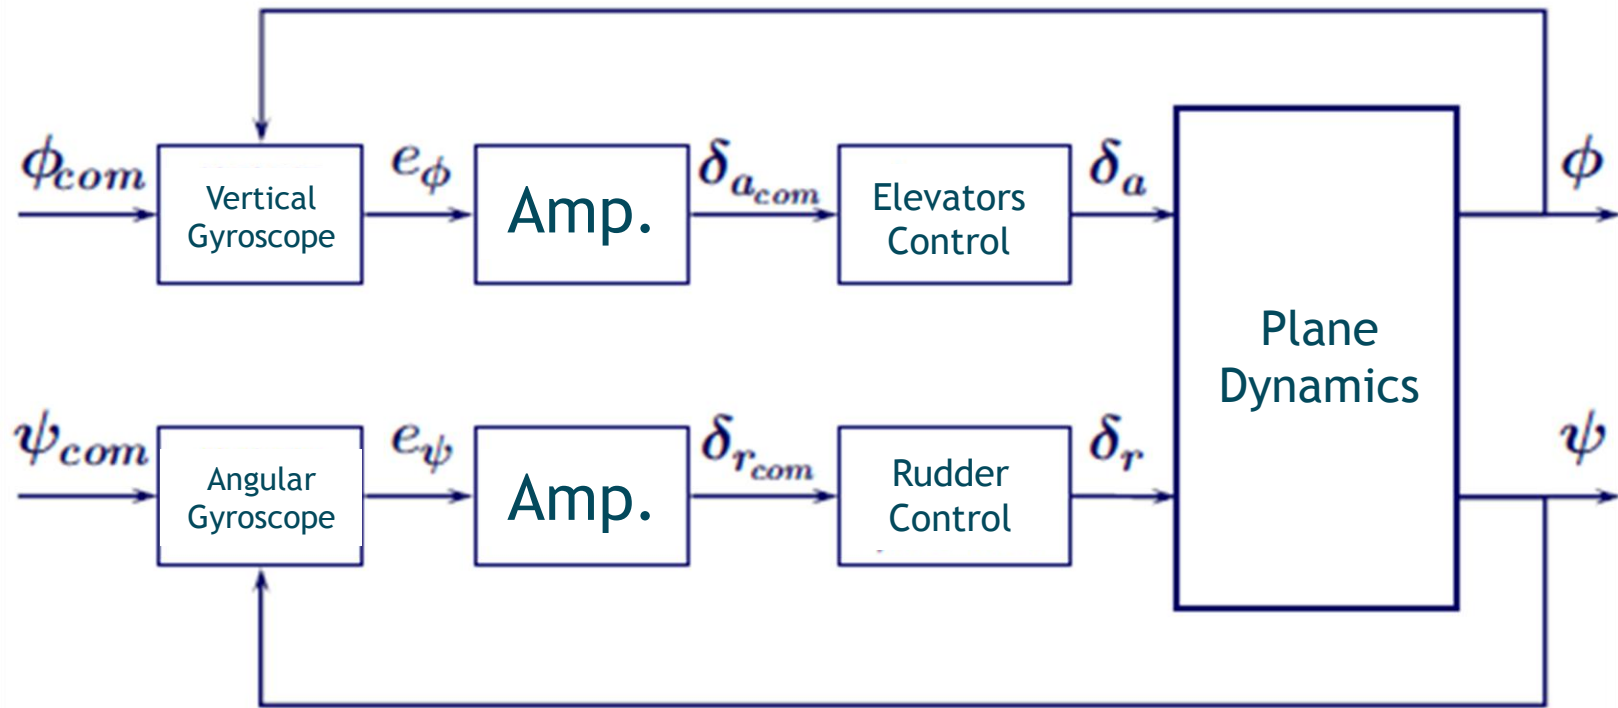 ϕcom
Vertical
Gyroscope
eϕ
Amp.
δacom
Elevators
Control
δa
ϕ
Plane
Dynamics
ψcom
Angular
Gyroscope
eψ
Amp.
δrcom
Rudder
Control
δr
ψ